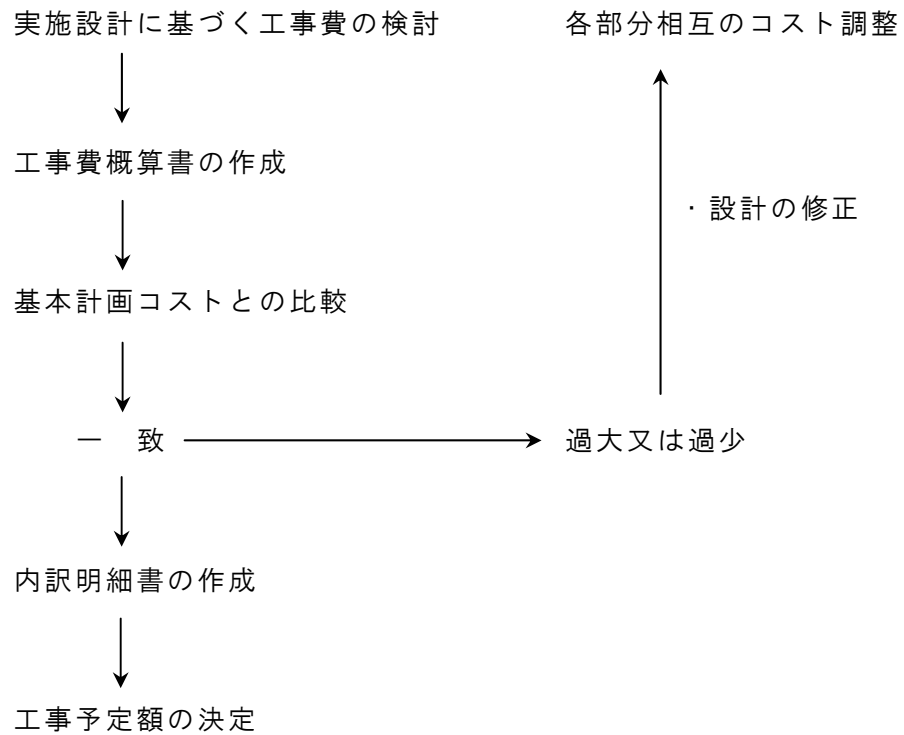 実施設計に基づく工事費の検討
各部分相互のコスト調整
工事費概算書の作成
・設計の修正
基本計画コストとの比較
一　致
過大又は過少
内訳明細書の作成
工事予定額の決定